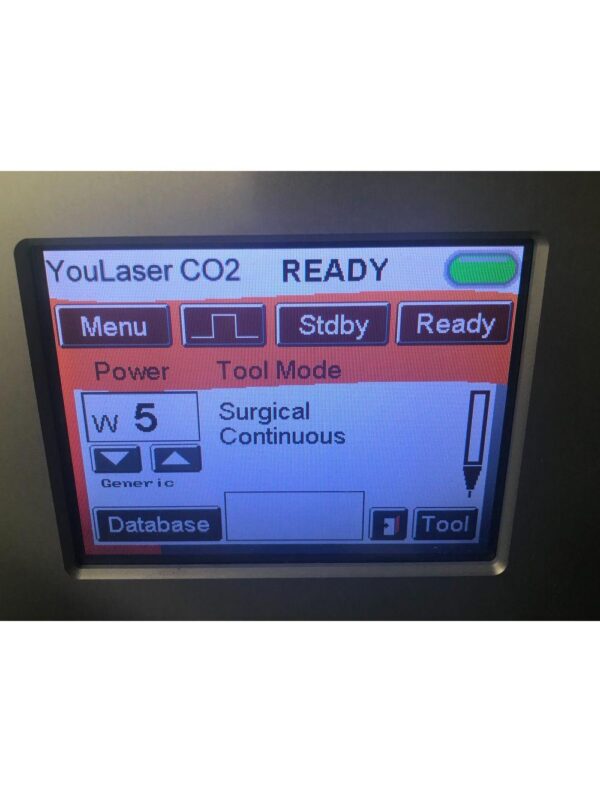 YouLaser CO2 READY
Menu Stdby Ready
Power Tool Mode
W 5
Surgical
Continuous
Generic
Database Tool